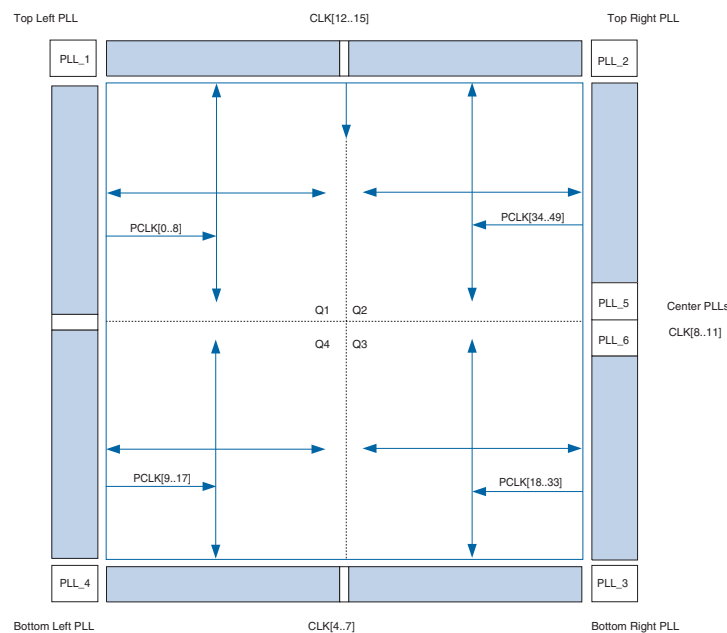 Top Left PLL
CLK[12..15]
Top Right PLL
PLL_1
PLL_2
PCLK[0..8]
PCLK[34..49]
Q1
Q2
PLL_5
Center PLLs
PLL_6
CLK[8..11]
Q4
Q3
PCLK[9..17]
PCLK[18..33]
PLL_4
PLL_3
Bottom Left PLL
CLK[4..7]
Bottom Right PLL